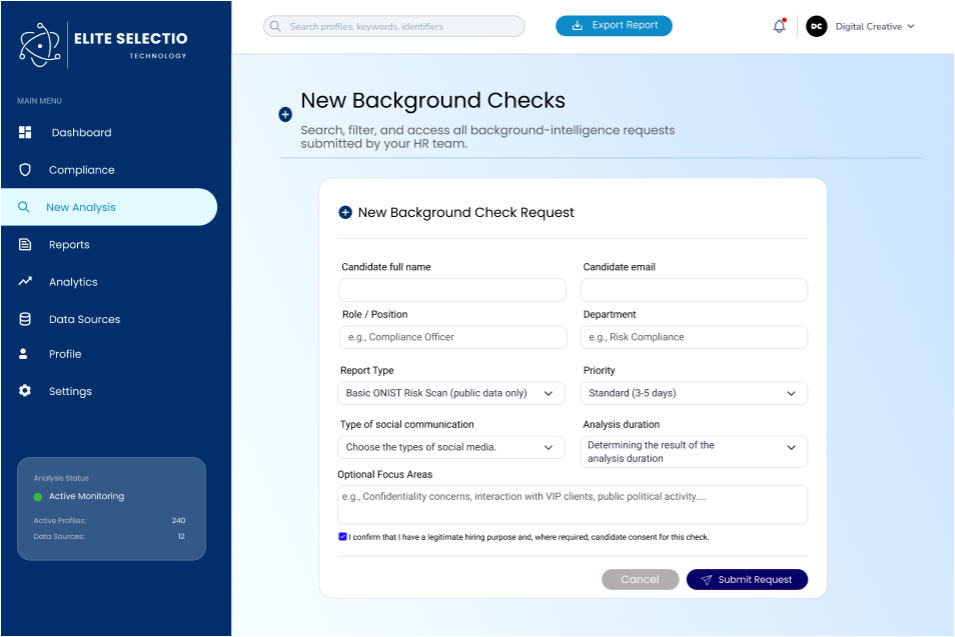 ELITE SELECTIO
TECHNOLOGY
Search profiles, keywords, identifiers
Export Report
DC
Digital Creative
MAIN MENU
Dashboard
Compliance
New Analysis
Reports
Analytics
Data Sources
Profile
Settings
Analysis Status
Active Monitoring
Active Profiles: 240
Data Sources: 12
New Background Checks
Search, filter, and access all background-intelligence requests
submitted by your HR team.
New Background Check Request
Candidate full name
Candidate email
Role / Position
Department
e.g., Compliance Officer
e.g., Risk Compliance
Report Type
Priority
Basic ONIST Risk Scan (public data only)
Standard (3-5 days)
Type of social communication
Analysis duration
Choose the types of social media.
Determining the result of the
analysis duration
Optional Focus Areas
e.g., Confidentiality concerns, interaction with VIP clients, public political activity....
I confirm that I have a legitimate hiring purpose and, where required, candidate consent for this check.
Cancel
Submit Request